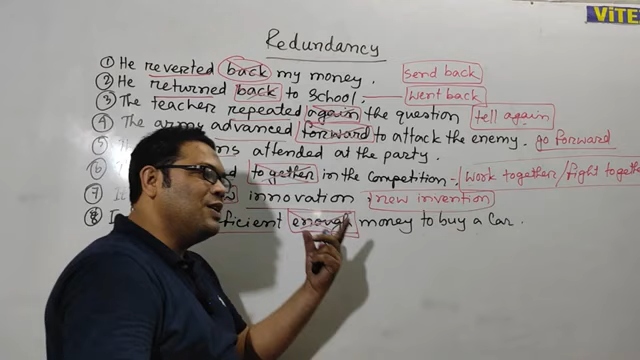 ViTE
Redundancy
① He reverted back my money. send back
② He returned back to School. went back
③ The teacher repeated again the question tell again
④ The army advanced forward to attack the enemy. go forward
⑤ attended at the party.
⑥ together in the competition. work together/fight together
⑦ innovation new invention
⑧ enough money to buy a car.